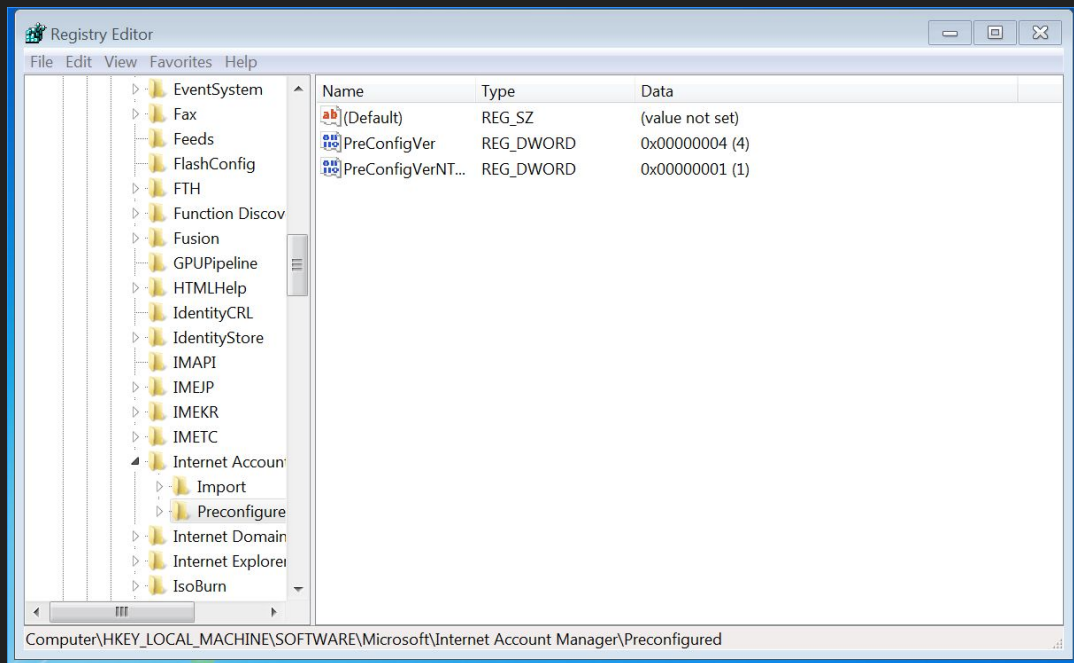 Registry Editor
File Edit View Favorites Help
EventSystem
Fax
Feeds
FlashConfig
FTH
Function Discov
Fusion
GPUPipeline
HTMLHelp
IdentityCRL
IdentityStore
IMAPI
IMEJP
IMEKR
IMETC
Internet Account
Import
Preconfigure
Internet Domain
Internet Explorer
IsoBurn
Name Type Data
(Default) REG_SZ (value not set)
PreConfigVer REG_DWORD 0x00000004 (4)
PreConfigVerNT... REG_DWORD 0x00000001 (1)
Computer\HKEY_LOCAL_MACHINE\SOFTWARE\Microsoft\Internet Account Manager\Preconfigured